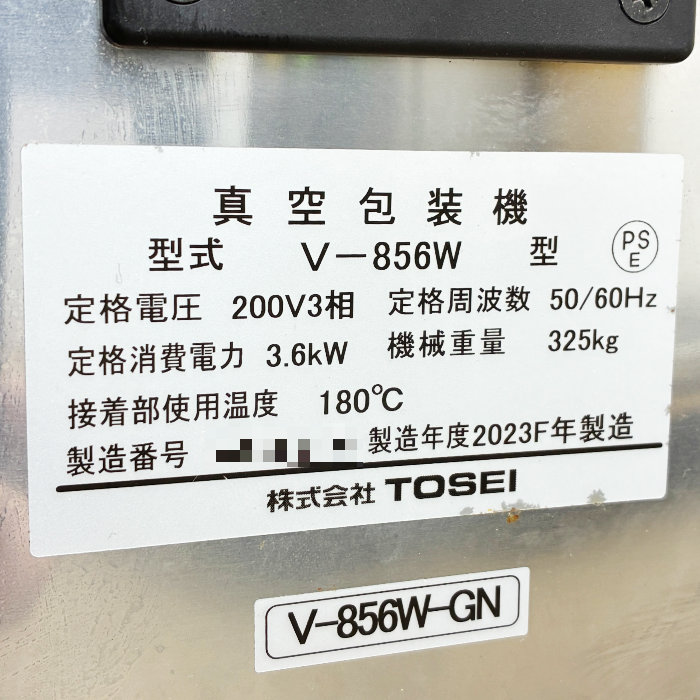 真空包装機
型式 V-856W 型 PSE
定格電圧 200V3相 定格周波数 50/60Hz
定格消費電力 3.6kW 機械重量 325kg
接着部使用温度 180℃
製造番号 製造年度2023F年製造
株式会社 TOSEI
V-856W-GN